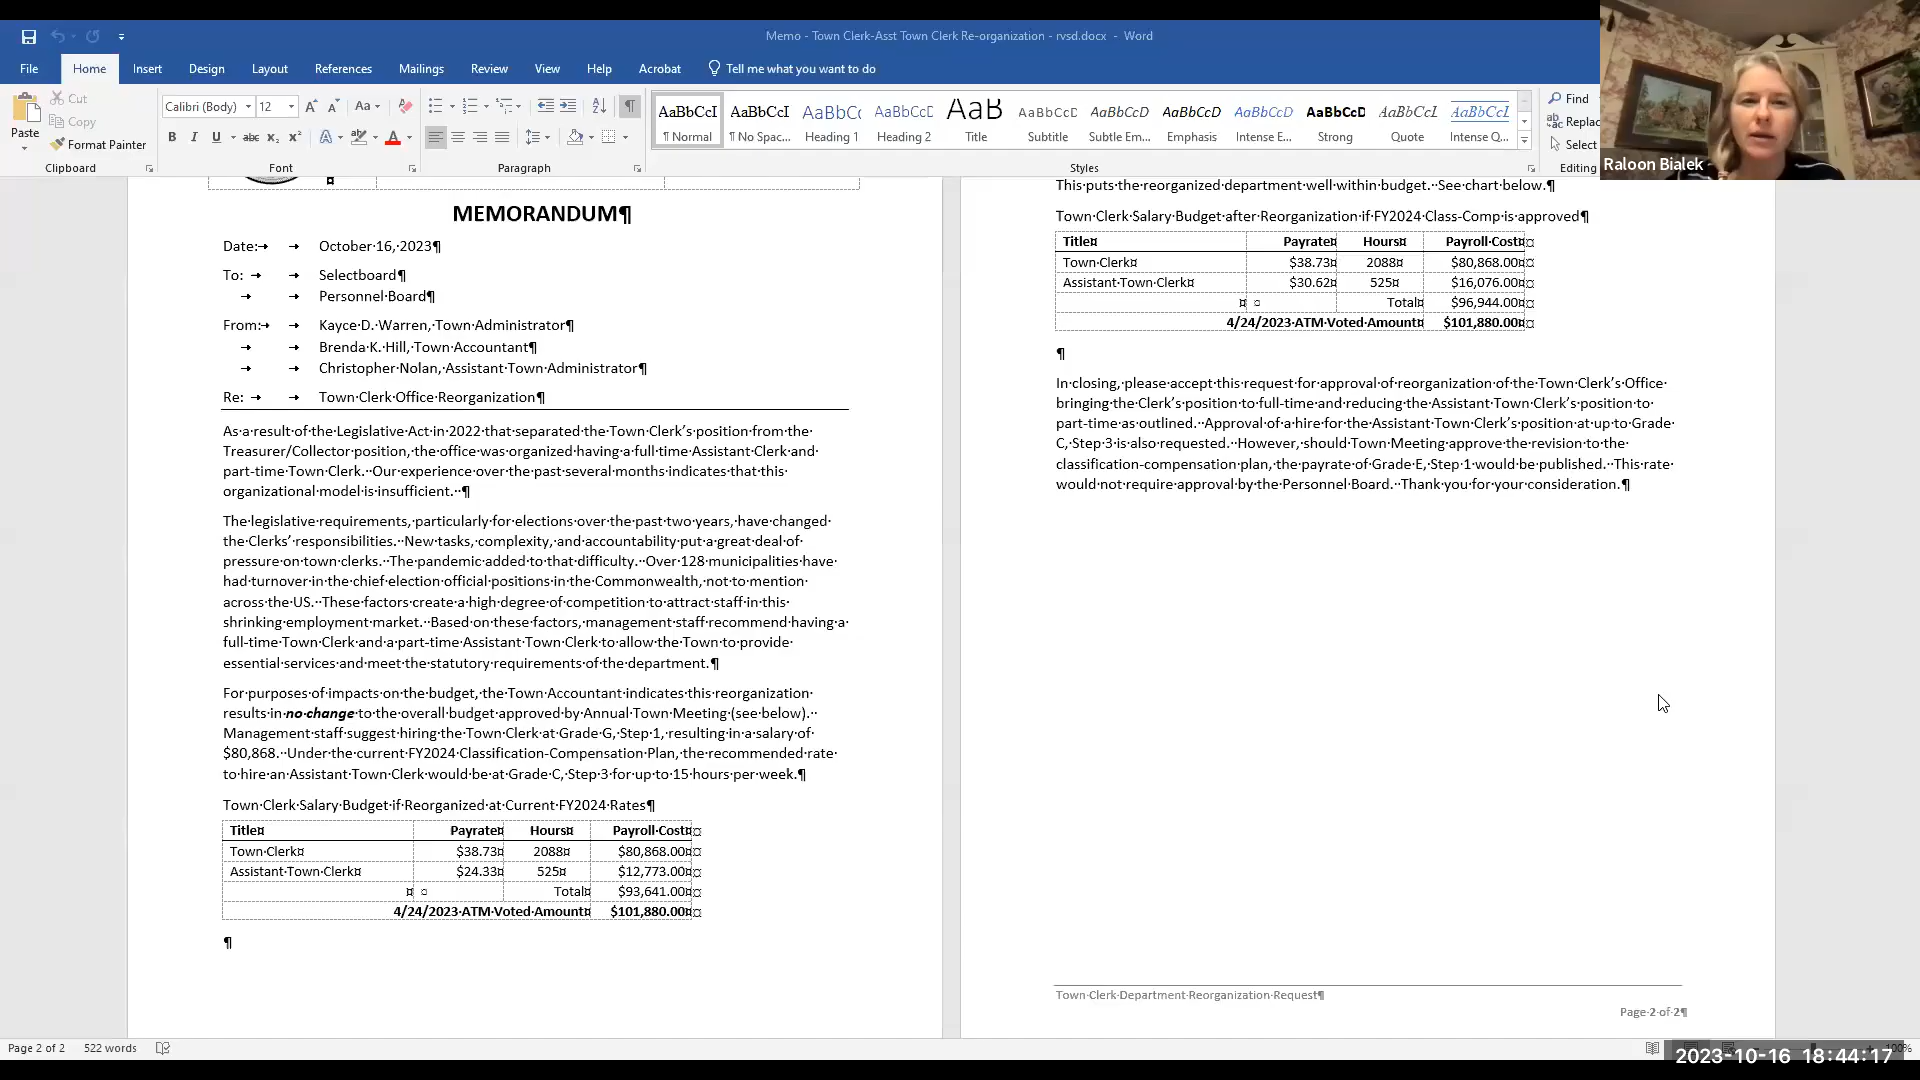 Memo - Town Clerk-Asst Town Clerk Re-organization - rvsd.docx - Word
File Home Insert Design Layout References Mailings Review View Help Acrobat Tell me what you want to do
Paste
Cut
Copy
Format Painter
Clipboard
Calibri (Body) 12
Font
Paragraph
AaBbCcI AaBbCcI AaBbCc AaBbCcC AaB AaBbCcD AaBbCcD AaBbCcD AaBbCcD AaBbCcD AaBbCcD AaBbCcI
¶ Normal ¶ No Spac... Heading 1 Heading 2 Title Subtitle Subtle Em... Emphasis Intense E... Strong Quote Intense Q...
Styles
Find
Replac
Select
Editing
Raloon Bialek
MEMORANDUM¶
Date: October 16, 2023¶
To: Selectboard¶
Personnel Board¶
From: Kayce D. Warren, Town Administrator¶
Brenda K. Hill, Town Accountant¶
Christopher Nolan, Assistant Town Administrator¶
Re: Town Clerk Office Reorganization¶
As a result of the Legislative Act in 2022 that separated the Town Clerk’s position from the
Treasurer/Collector position, the office was organized having a full time Assistant Clerk and
part-time Town Clerk. Our experience over the past several months indicates that this
organizational model is insufficient. ¶
The legislative requirements, particularly for elections over the past two years, have changed
the Clerks’ responsibilities. New tasks, complexity, and accountability put a great deal of
pressure on town clerks. The pandemic added to that difficulty. Over 128 municipalities have
had turnover in the chief election official positions in the Commonwealth, not to mention
across the US. These factors create a high degree of competition to attract staff in this
shrinking employment market. Based on these factors, management staff recommend having a
full-time Town Clerk and a part-time Assistant Town Clerk to allow the Town to provide
essential services and meet the statutory requirements of the department.¶
For purposes of impacts on the budget, the Town Accountant indicates this reorganization
results in no change to the overall budget approved by Annual Town Meeting (see below).
Management staff suggest hiring the Town Clerk at Grade G, Step 1, resulting in a salary of
$80,868. Under the current FY2024 Classification-Compensation Plan, the recommended rate
to hire an Assistant Town Clerk would be at Grade C, Step 3 for up to 15 hours per week.¶
Town Clerk Salary Budget if Reorganized at Current FY2024 Rates¶
Title Payrate Hours Payroll Cost
Town Clerk $38.73 2088 $80,868.00
Assistant Town Clerk $24.33 525 $12,773.00
Total $93,641.00
4/24/2023 ATM Voted Amount $101,880.00
¶
This puts the reorganized department well within budget. See chart below.¶
Town Clerk Salary Budget after Reorganization if FY2024 Class-Comp is approved¶
Title Payrate Hours Payroll Cost
Town Clerk $38.73 2088 $80,868.00
Assistant Town Clerk $30.62 525 $16,076.00
Total $96,944.00
4/24/2023 ATM Voted Amount $101,880.00
¶
In closing, please accept this request for approval of reorganization of the Town Clerk’s Office
bringing the Clerk’s position to full-time and reducing the Assistant Town Clerk’s position to
part-time as outlined. Approval of a hire for the Assistant Town Clerk’s position at up to Grade
C, Step 3 is also requested. However, should Town Meeting approve the revision to the
classification-compensation plan, the payrate of Grade E, Step 1 would be published. This rate
would not require approval by the Personnel Board. Thank you for your consideration.¶
Town Clerk Department Reorganization Request¶
Page 2 of 2¶
Page 2 of 2 522 words
100%
2023-10-16 18:44:17